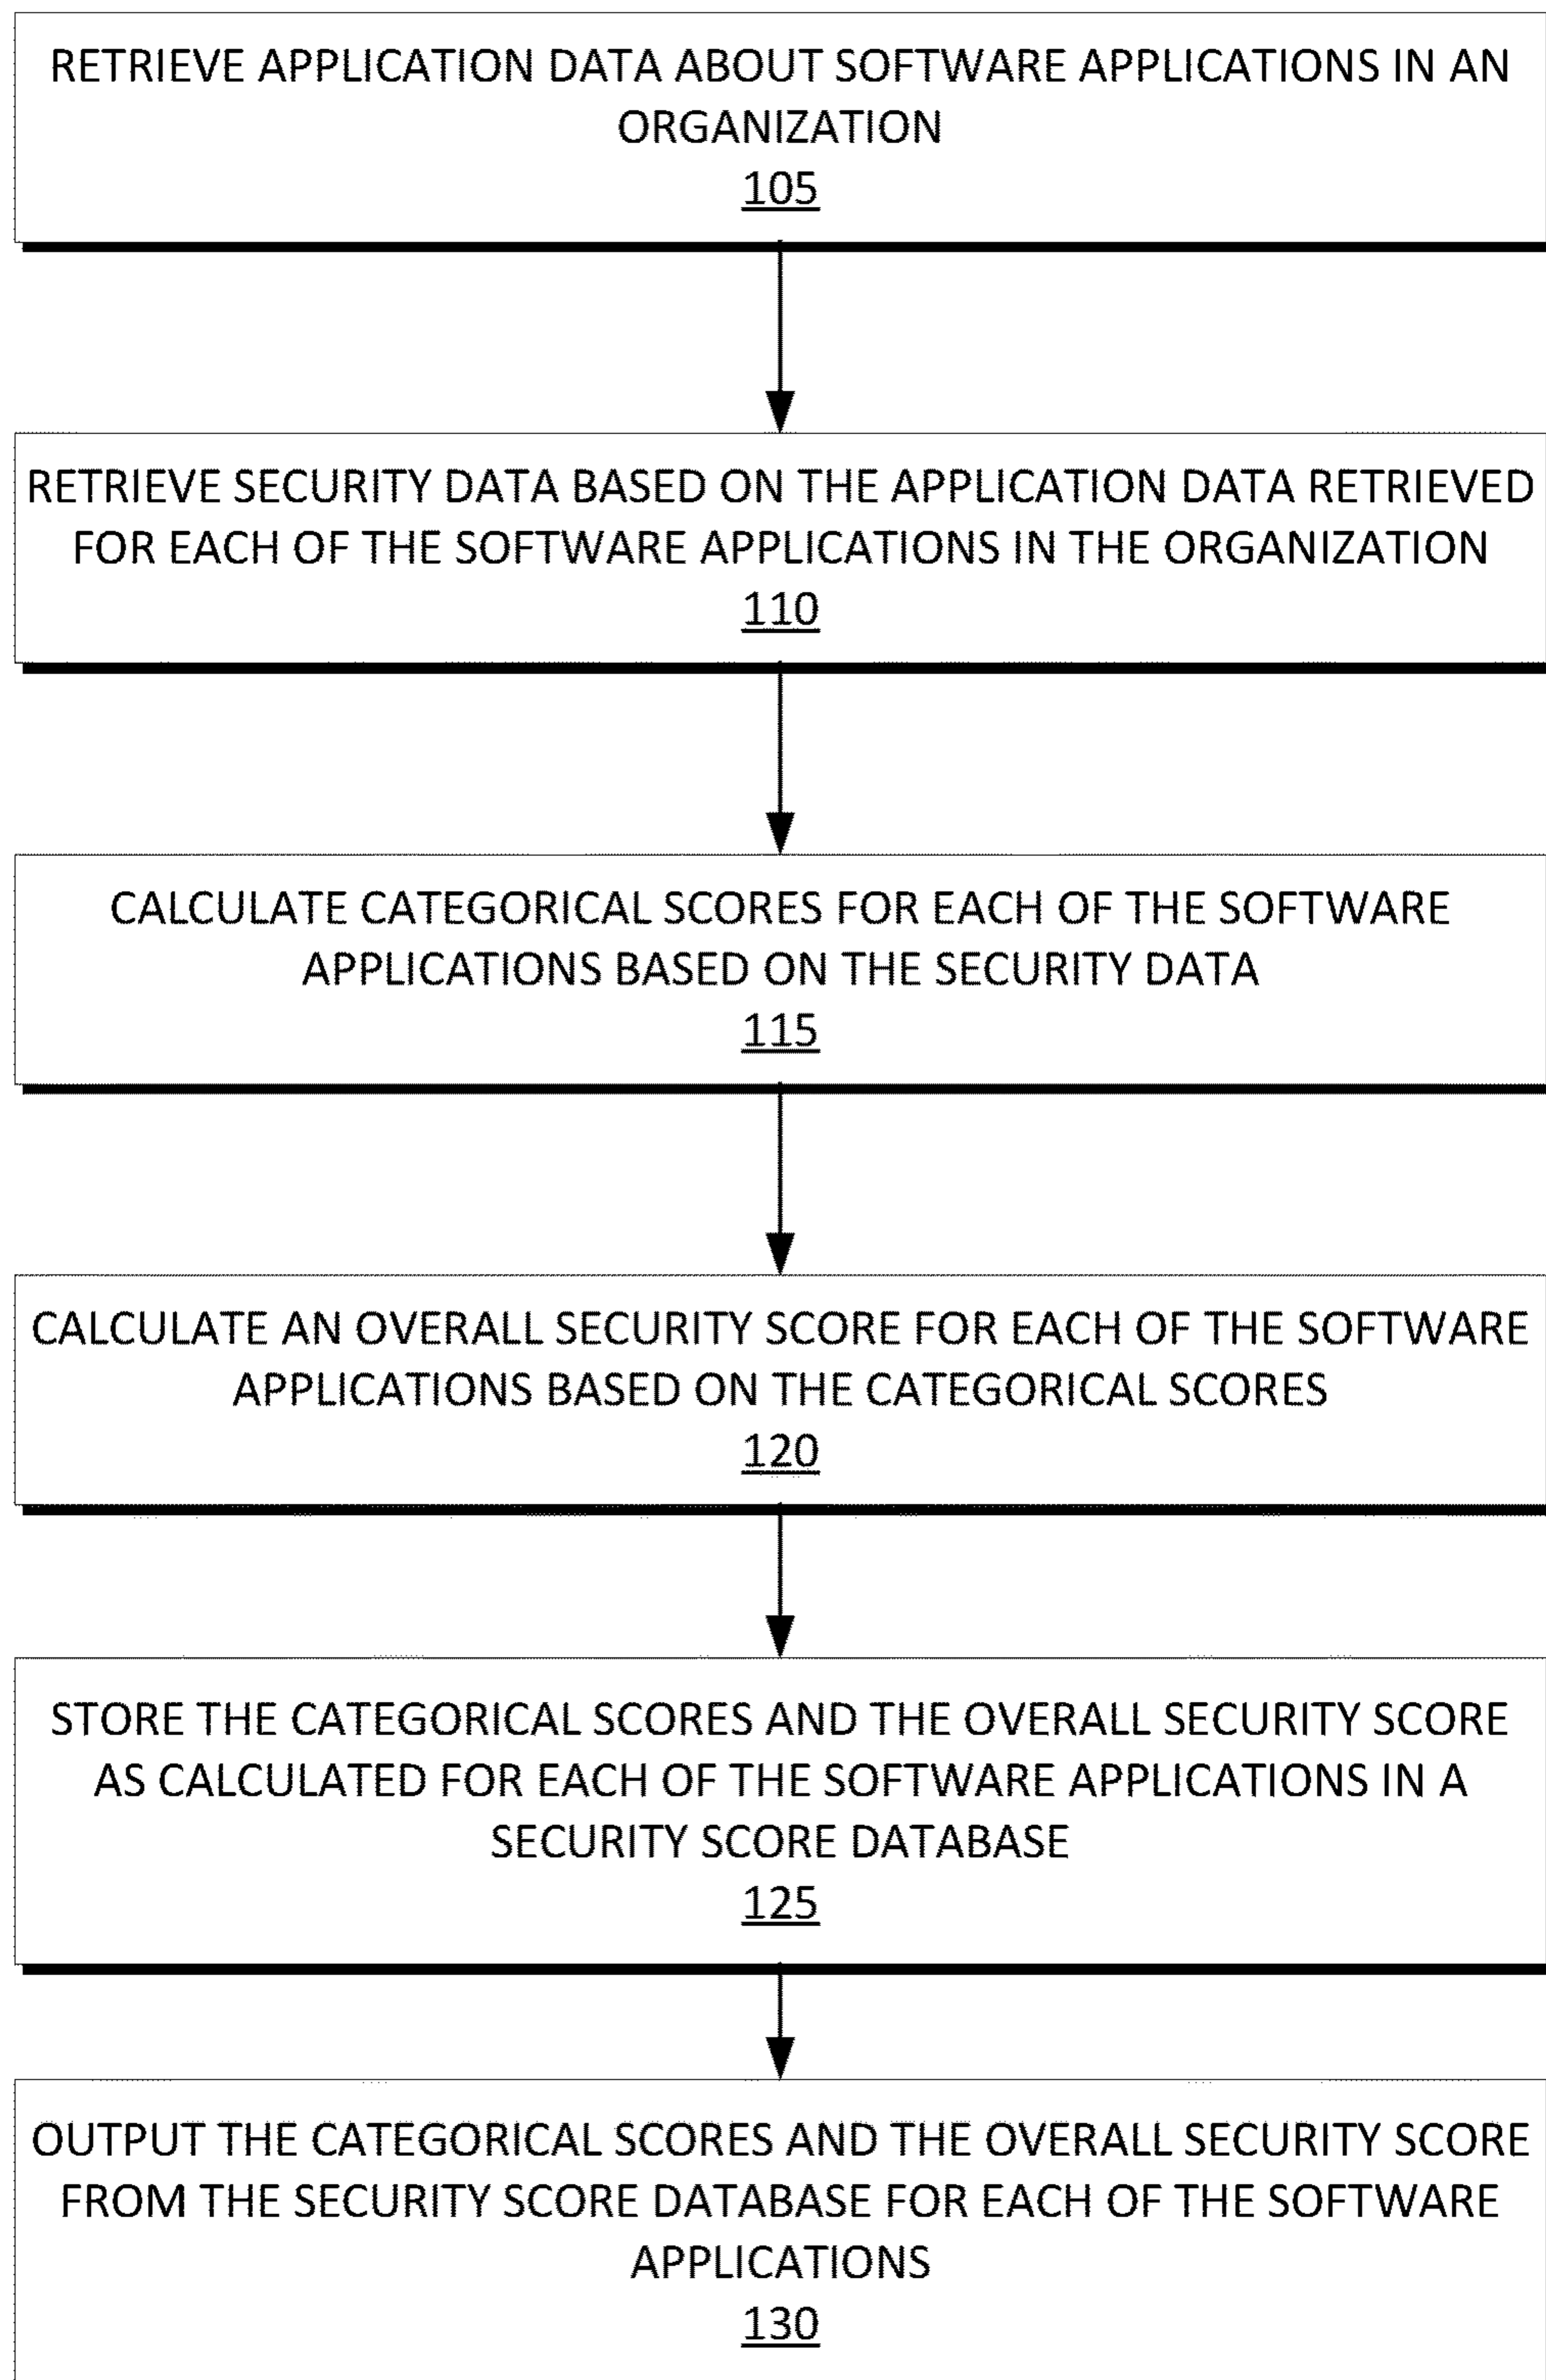 RETRIEVE APPLICATION DATA ABOUT SOFTWARE APPLICATIONS IN AN
ORGANIZATION
105
RETRIEVE SECURITY DATA BASED ON THE APPLICATION DATA RETRIEVED
FOR EACH OF THE SOFTWARE APPLICATIONS IN THE ORGANIZATION
110
CALCULATE CATEGORICAL SCORES FOR EACH OF THE SOFTWARE
APPLICATIONS BASED ON THE SECURITY DATA
115
CALCULATE AN OVERALL SECURITY SCORE FOR EACH OF THE SOFTWARE
APPLICATIONS BASED ON THE CATEGORICAL SCORES
120
STORE THE CATEGORICAL SCORES AND THE OVERALL SECURITY SCORE
AS CALCULATED FOR EACH OF THE SOFTWARE APPLICATIONS IN A
SECURITY SCORE DATABASE
125
OUTPUT THE CATEGORICAL SCORES AND THE OVERALL SECURITY SCORE
FROM THE SECURITY SCORE DATABASE FOR EACH OF THE SOFTWARE
APPLICATIONS
130